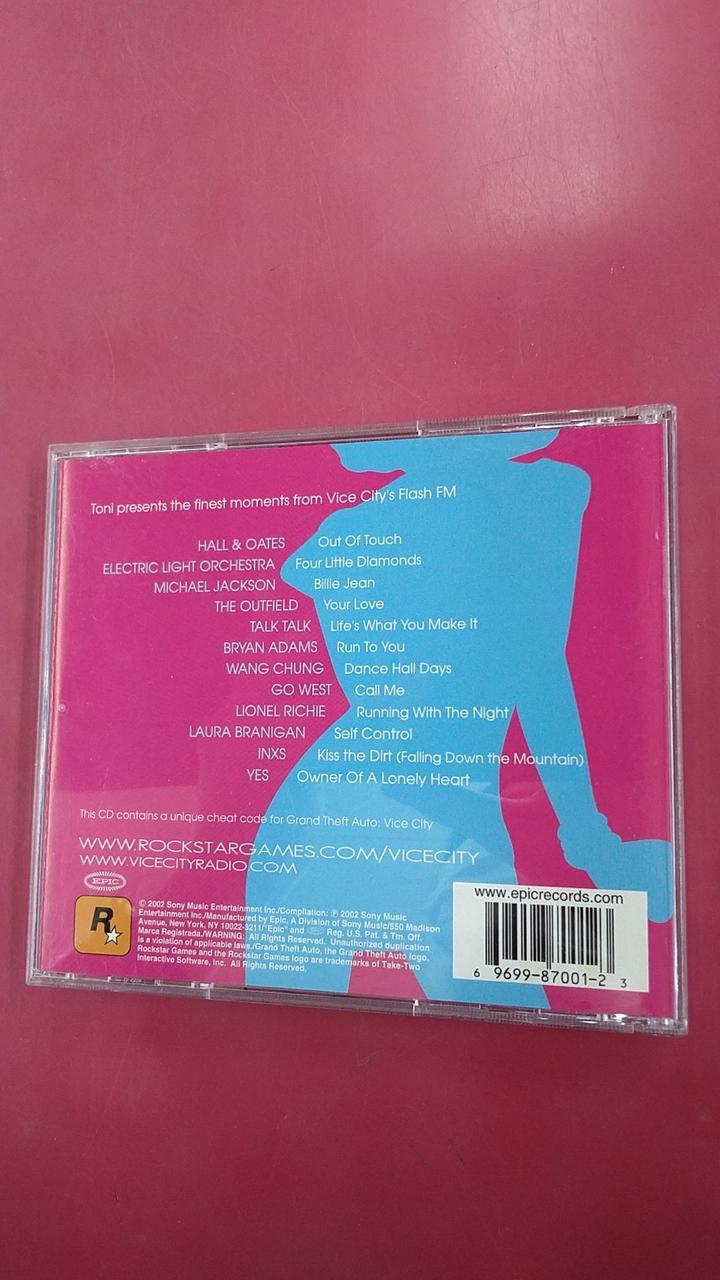 Toni presents the finest moments from Vice City's Flash FM
HALL & OATES Out Of Touch
ELECTRIC LIGHT ORCHESTRA Four Little Diamonds
MICHAEL JACKSON Billie Jean
THE OUTFIELD Your Love
TALK TALK Life's What You Make It
BRYAN ADAMS Run To You
WANG CHUNG Dance Hall Days
GO WEST Call Me
LIONEL RICHIE Running With The Night
LAURA BRANIGAN Self Control
INXS Kiss the Dirt (Falling Down the Mountain)
YES Owner Of A Lonely Heart
This CD contains a unique cheat code for Grand Theft Auto: Vice City
WWW.ROCKSTARGAMES.COM/VICECITY
WWW.VICECITYRADIO.COM
EPIC
R
© 2002 Sony Music Entertainment Inc./Compilation: ℗ 2002 Sony Music
Entertainment Inc./Manufactured by Epic, A Division of Sony Music/550 Madison
Avenue, New York, NY 10022-3211/"Epic" and Reg. U.S. Pat. & Tm. Off.
Marca Registrada./WARNING: All Rights Reserved. Unauthorized duplication
is a violation of applicable laws./Grand Theft Auto, the Grand Theft Auto logo,
Rockstar Games and the Rockstar Games logo are trademarks of Take-Two
Interactive Software, Inc. All Rights Reserved.
www.epicrecords.com
6 9699-87001-2 3